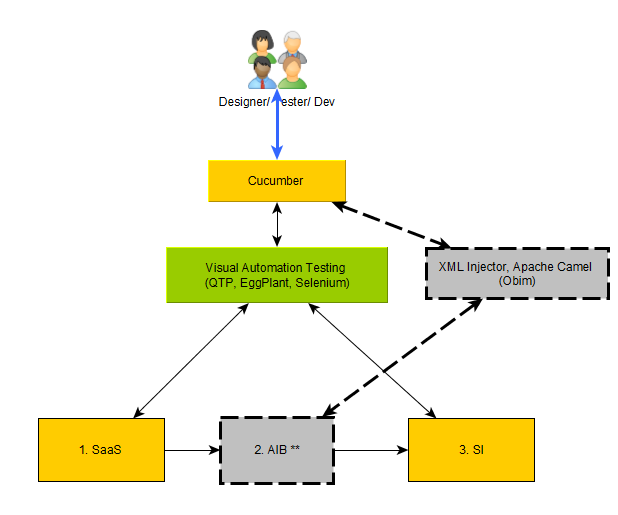 Designer/ Tester/ Dev
Cucumber
Visual Automation Testing
(QTP, EggPlant, Selenium)
XML Injector, Apache Camel
(Obim)
1. SaaS
2. AIB **
3. SI